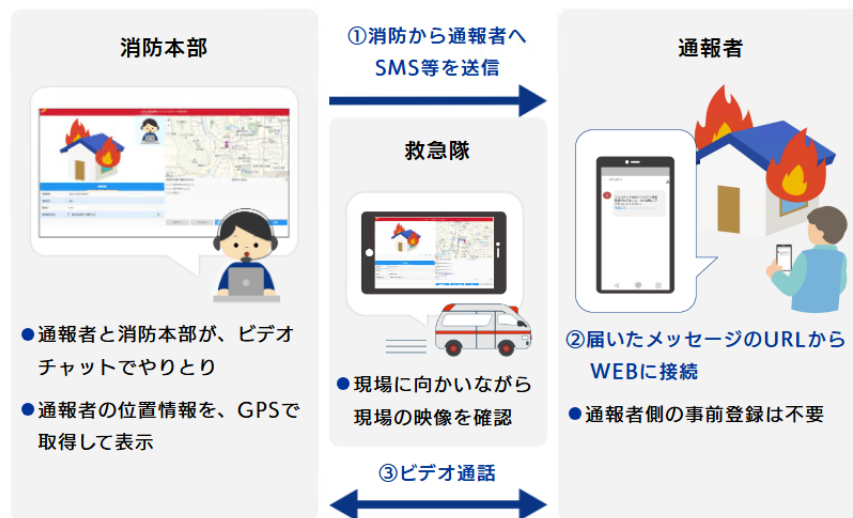 消防本部
①消防から通報者へ
SMS等を送信
通報者
救急隊
●通報者と消防本部が、ビデオ
チャットでやりとり
●通報者の位置情報を、GPSで
取得して表示
●現場に向かいながら
現場の映像を確認
②届いたメッセージのURLから
WEBに接続
●通報者側の事前登録は不要
③ビデオ通話